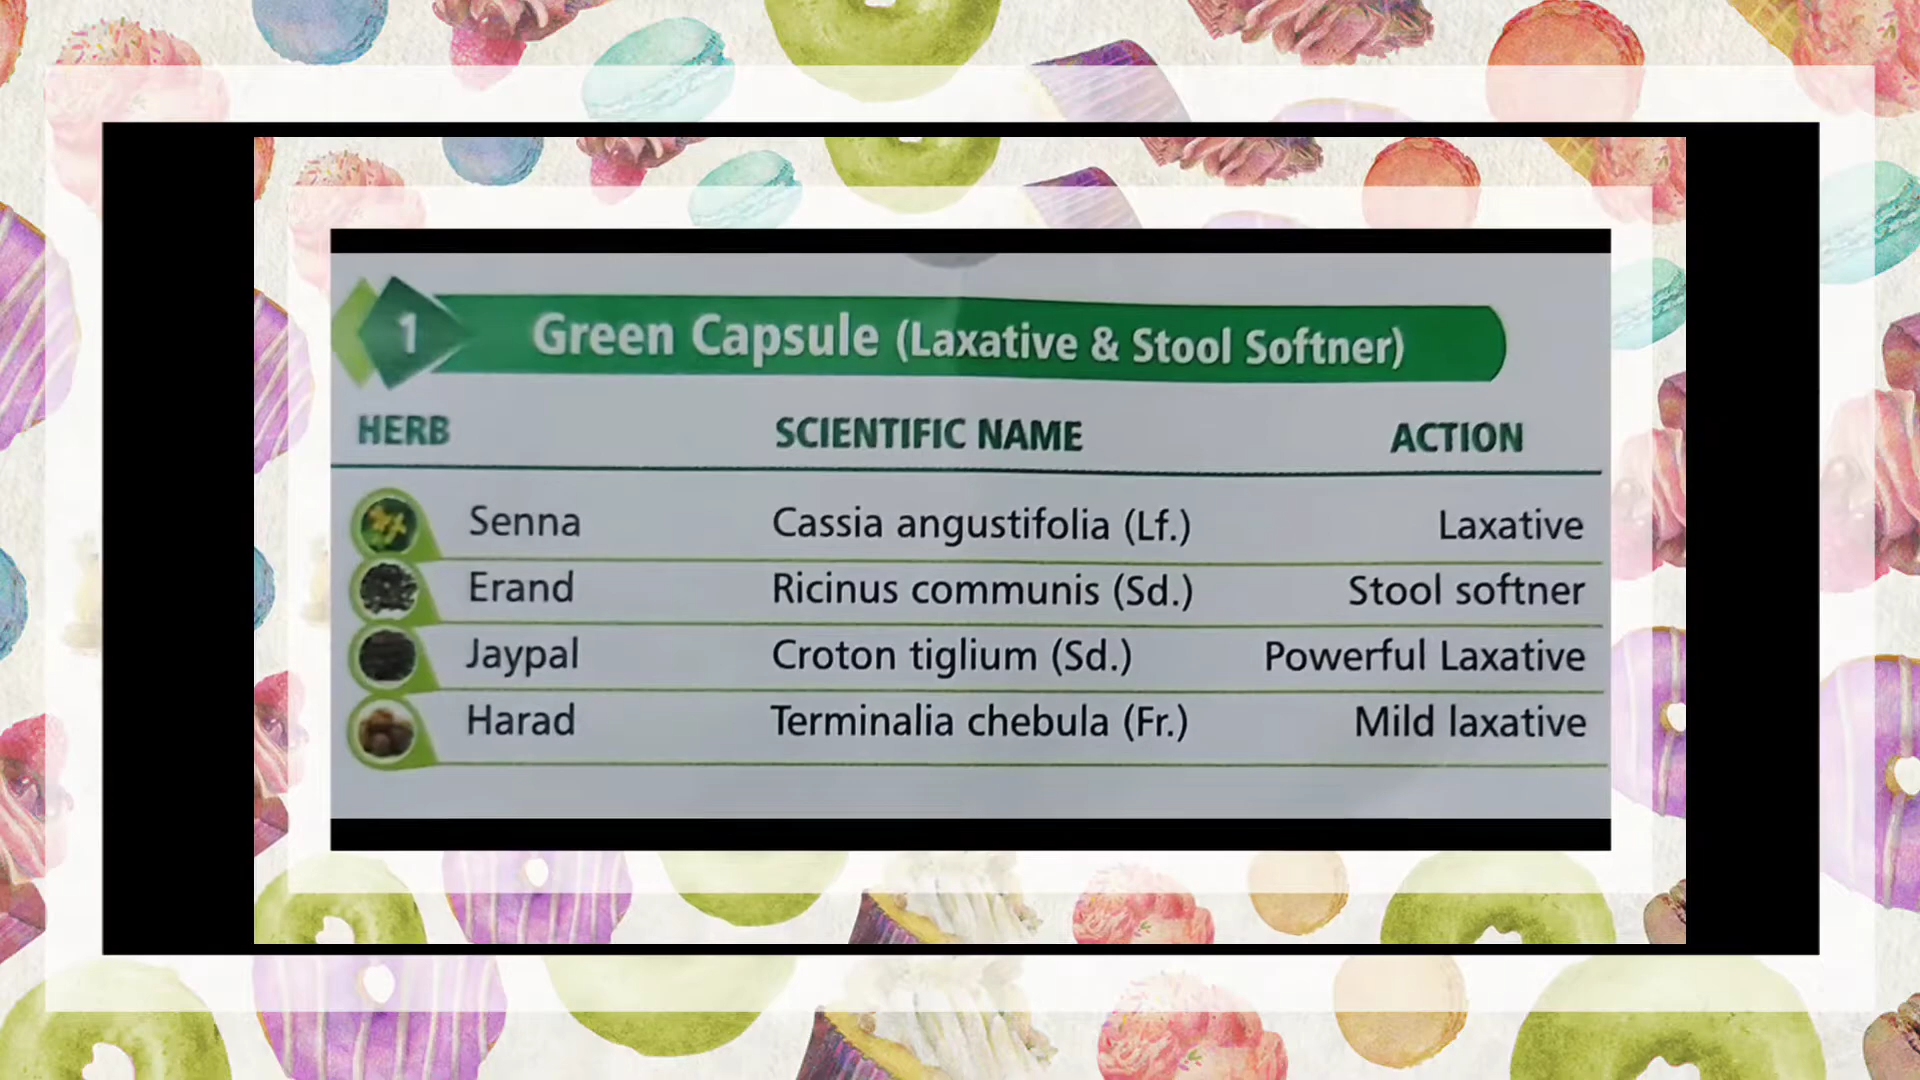 1
Green Capsule (Laxative & Stool Softner)
HERB SCIENTIFIC NAME ACTION
Senna Cassia angustifolia (Lf.) Laxative
Erand Ricinus communis (Sd.) Stool softner
Jaypal Croton tiglium (Sd.) Powerful Laxative
Harad Terminalia chebula (Fr.) Mild laxative